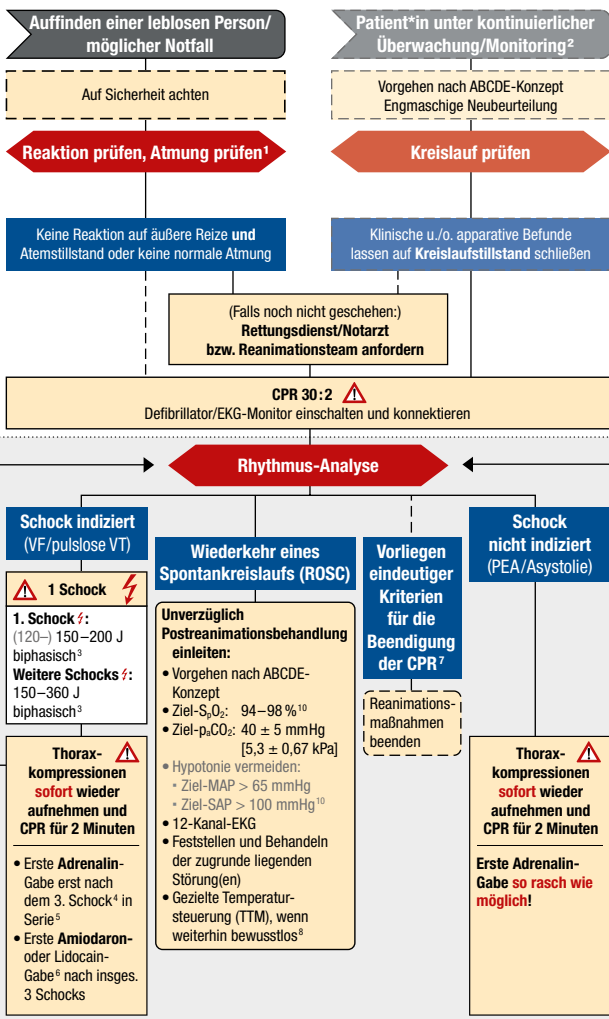 Auffinden einer leblosen Person/
möglicher Notfall
Patient*in unter kontinuierlicher
Überwachung/Monitoring²
Auf Sicherheit achten
Vorgehen nach ABCDE-Konzept
Engmaschige Neubeurteilung
Reaktion prüfen, Atmung prüfen¹
Kreislauf prüfen
Keine Reaktion auf äußere Reize und
Atemstillstand oder keine normale Atmung
Klinische u./o. apparative Befunde
lassen auf Kreislaufstillstand schließen
(Falls noch nicht geschehen:)
Rettungsdienst/Notarzt
bzw. Reanimationsteam anfordern
CPR 30:2
Defibrillator/EKG-Monitor einschalten und konnektieren
Rhythmus-Analyse
Schock indiziert
(VF/pulslose VT)
1 Schock
1. Schock:
(120–) 150–200 J
biphasisch³
Weitere Schocks:
150–360 J
biphasisch³
Thorax-
kompressionen
sofort wieder
aufnehmen und
CPR für 2 Minuten
• Erste Adrenalin-
Gabe erst nach
dem 3. Schock⁴ in
Serie⁵
• Erste Amiodaron-
oder Lidocain-
Gabe⁶ nach insges.
3 Schocks
Wiederkehr eines
Spontankreislaufs (ROSC)
Unverzüglich
Postreanimationsbehandlung
einleiten:
• Vorgehen nach ABCDE-
Konzept
• Ziel-SpO₂: 94–98 %¹⁰
• Ziel-paCO₂: 40 ± 5 mmHg
[5,3 ± 0,67 kPa]
• Hypotonie vermeiden:
• Ziel-MAP > 65 mmHg
• Ziel-SAP > 100 mmHg¹⁰
• 12-Kanal-EKG
• Feststellen und Behandeln
der zugrunde liegenden
Störung(en)
• Gezielte Temperatur-
steuerung (TTM), wenn
weiterhin bewusstlos⁸
Vorliegen
eindeutiger
Kriterien
für die
Beendigung
der CPR⁷
Reanimations-
maßnahmen
beenden
Schock
nicht indiziert
(PEA/Asystolie)
Thorax-
kompressionen
sofort wieder
aufnehmen und
CPR für 2 Minuten
Erste Adrenalin-
Gabe so rasch wie
möglich!